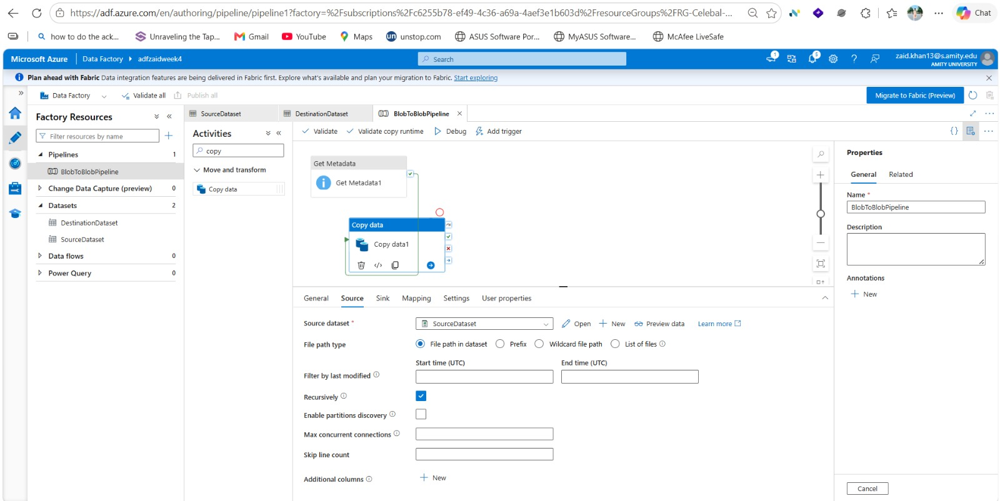 https://adf.azure.com/en/authoring/pipeline/pipeline1?factory=%2Fsubscriptions%2Fc6255b78-ef49-4c36-a69a-4aef3e1b603d%2FresourceGroups%2FRG-Celebal-...
Chat
how to do the ack...
Unraveling the Tap...
Gmail
YouTube
Maps
un unstop.com
ASUS Software Por...
MyASUS Software...
McAfee LiveSafe
Microsoft Azure
Data Factory
adfzaidweek4
Search
1
5
zaid.khan13@s.amity.edu
AMITY UNIVERSITY
Plan ahead with Fabric Data integration features are being delivered in Fabric first. Explore what's available and plan your migration to Fabric. Start exploring
Data Factory
Validate all
Publish all
Migrate to Fabric (Preview)
Factory Resources
Filter resources by name
Pipelines 1
BlobToBlobPipeline
Change Data Capture (preview) 0
Datasets 2
DestinationDataset
SourceDataset
Data flows 0
Power Query 0
SourceDataset
DestinationDataset
BlobToBlobPipeline
Activities
copy
Move and transform
Copy data
Validate
Validate copy runtime
Debug
Add trigger
Get Metadata
Get Metadata1
Copy data
Copy data1
General
Source
Sink
Mapping
Settings
User properties
Source dataset *
SourceDataset
Open
New
Preview data
Learn more
File path type
File path in dataset
Prefix
Wildcard file path
List of files
Start time (UTC)
End time (UTC)
Filter by last modified
Recursively
Enable partitions discovery
Max concurrent connections
Skip line count
Additional columns
New
Properties
General
Related
Name *
BlobToBlobPipeline
Description
Annotations
New
Cancel